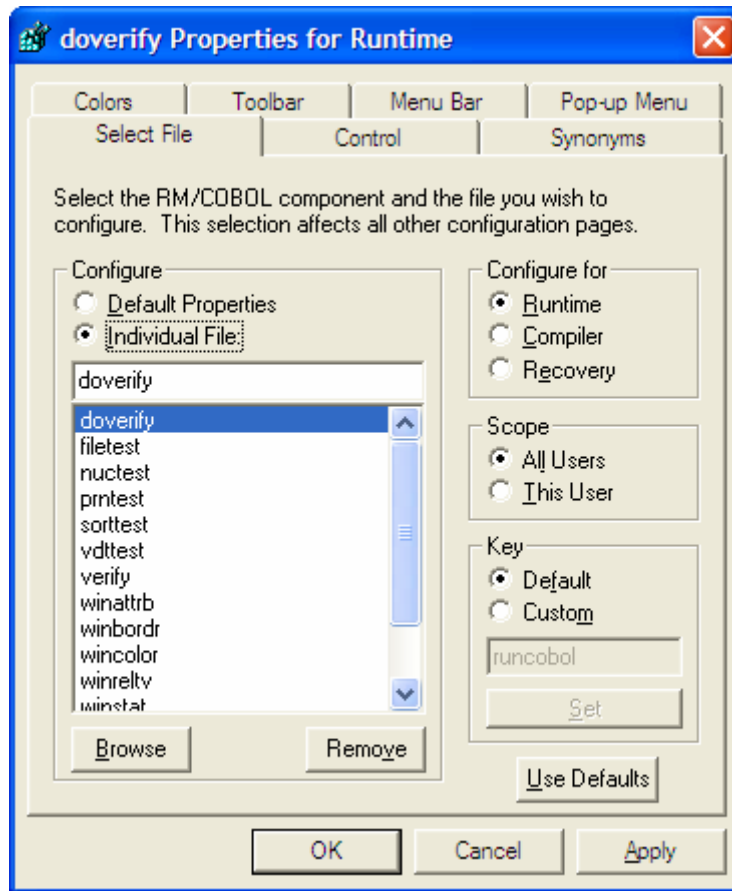 doverify Properties for Runtime
Colors
Toolbar
Menu Bar
Pop-up Menu
Select File
Control
Synonyms
Select the RM/COBOL component and the file you wish to
configure. This selection affects all other configuration pages.
Configure
Default Properties
Individual File:
doverify
doverify
filetest
nuctest
prntest
sorttest
vdttest
verify
winattrb
winbordr
wincolor
winreltv
winstat
Browse
Remove
Configure for
Runtime
Compiler
Recovery
Scope
All Users
This User
Key
Default
Custom
runcobol
Set
Use Defaults
OK
Cancel
Apply